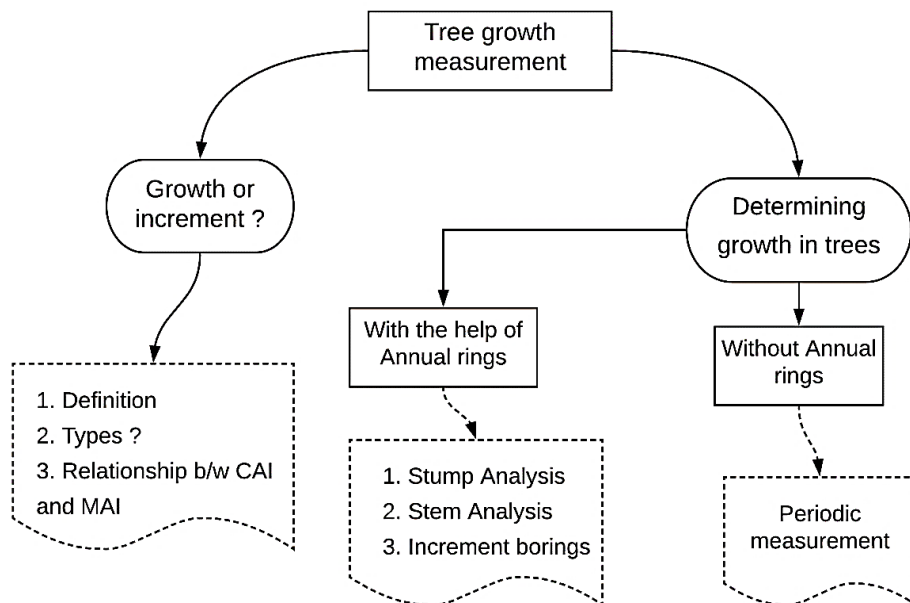 Tree growth
measurement
Growth or
increment ?
Determining
growth in trees
With the help of
Annual rings
Without Annual
rings
1. Definition
2. Types ?
3. Relationship b/w CAI
and MAI
1. Stump Analysis
2. Stem Analysis
3. Increment borings
Periodic
measurement